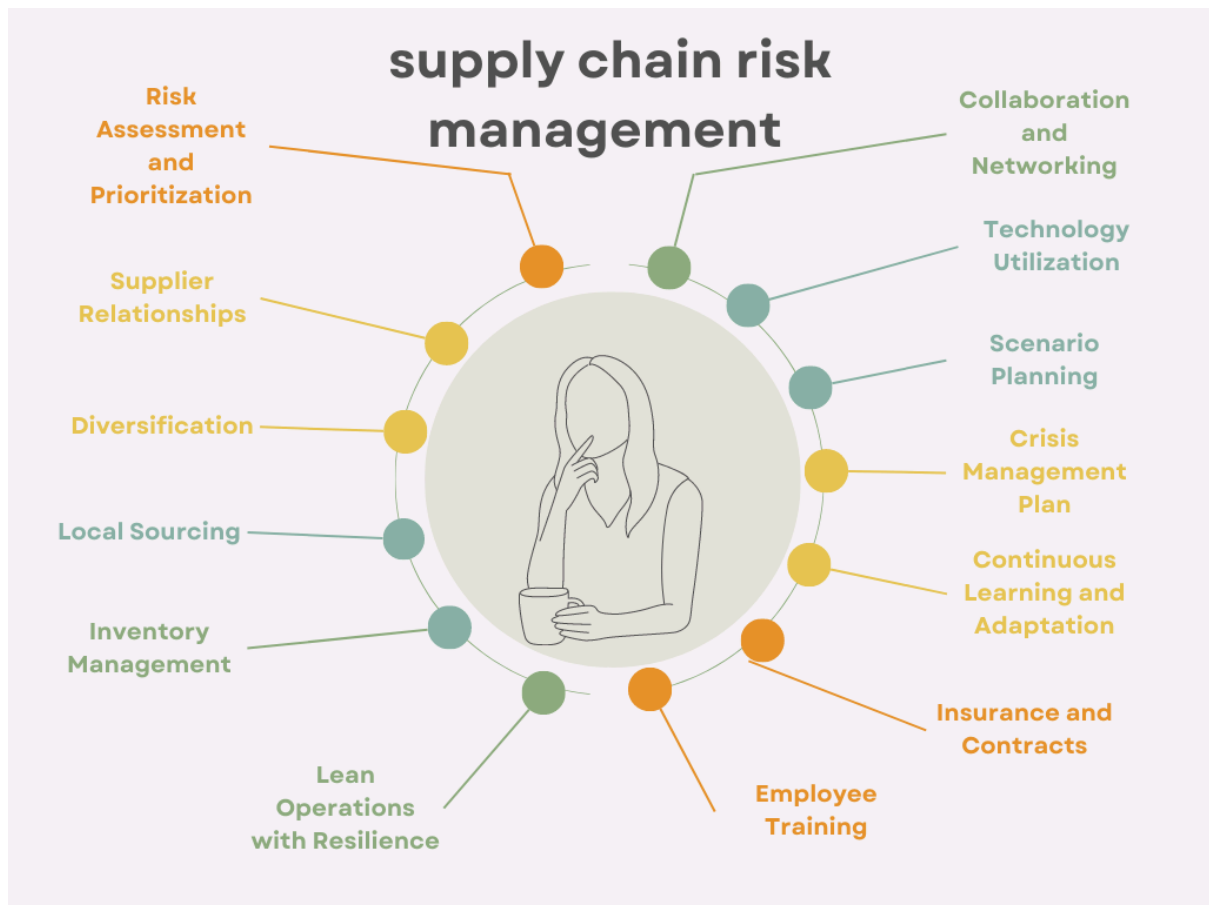 supply chain risk
management
Risk
Assessment
and
Prioritization
Supplier
Relationships
Diversification
Local Sourcing
Inventory
Management
Lean
Operations
with Resilience
Collaboration
and
Networking
Technology
Utilization
Scenario
Planning
Crisis
Management
Plan
Continuous
Learning and
Adaptation
Insurance and
Contracts
Employee
Training